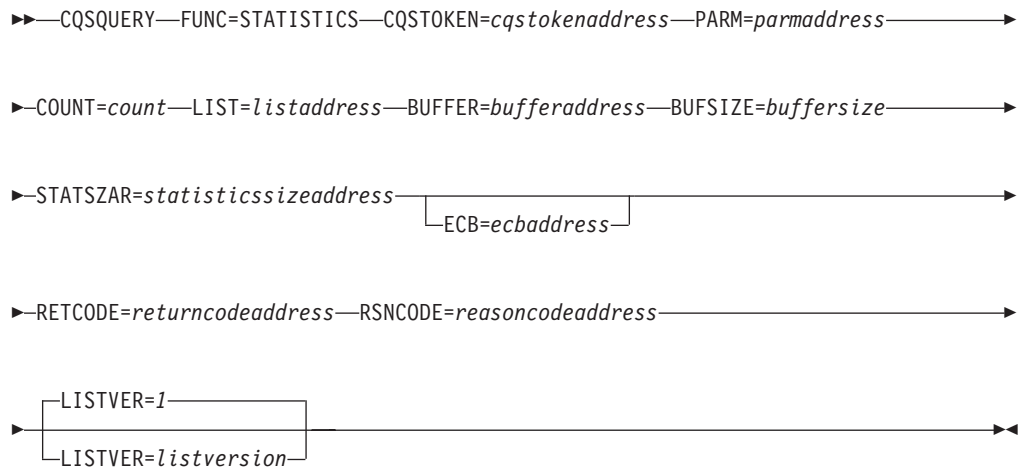 CQSQUERY FUNC=STATISTICS CQSTOKEN=cqstokenaddress PARM=parmaddress
COUNT=count LIST=listaddress BUFFER=bufferaddress BUFSIZE=buffersize
STATSZAR=statisticssizeaddress
ECB=ecbaddress
RETCODE=returncodeaddress RSNCODE=reasoncodeaddress
LISTVER=1
LISTVER=listversion